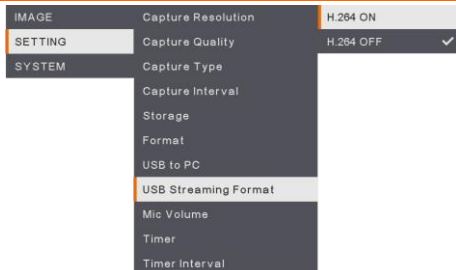 IMAGE
SETTING
SYSTEM
Capture Resolution
Capture Quality
Capture Type
Capture Interval
Storage
Format
USB to PC
USB Streaming Format
Mic Volume
Timer
Timer Interval
H.264 ON
H.264 OFF